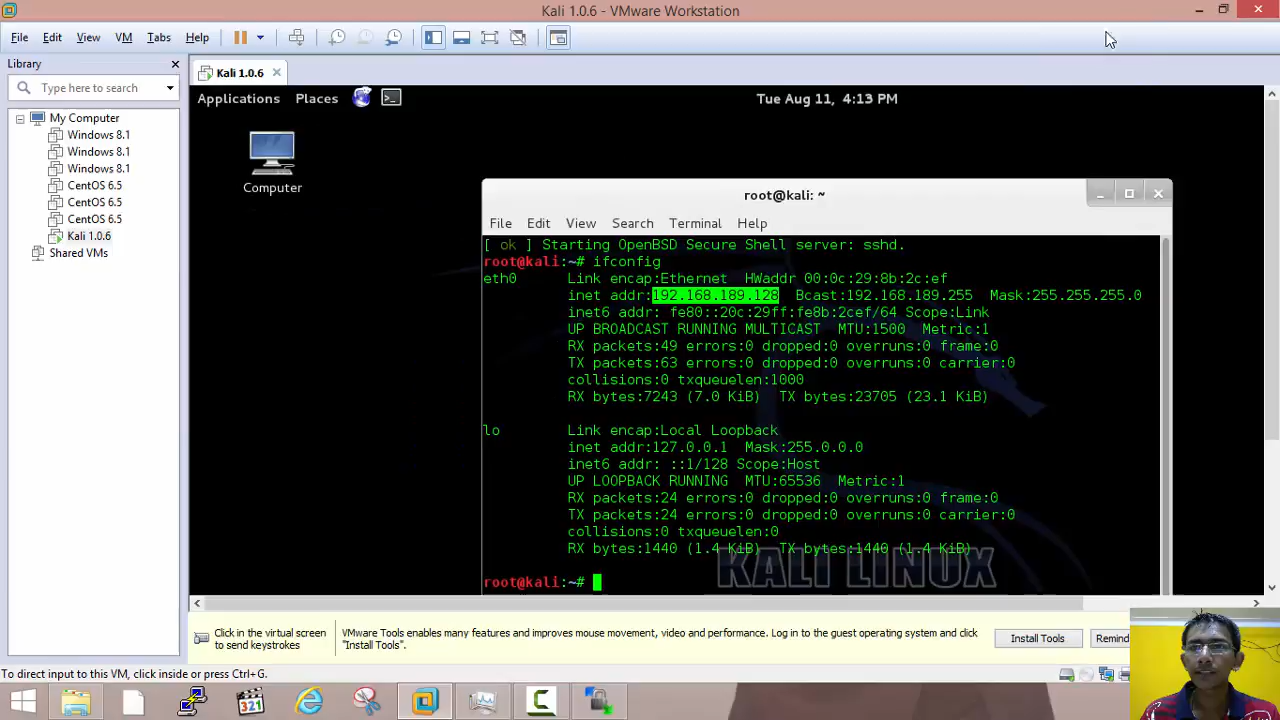 Kali 1.0.6 - VMware Workstation
File Edit View VM Tabs Help
Library
Type here to search
My Computer
Windows 8.1
Windows 8.1
Windows 8.1
CentOS 6.5
CentOS 6.5
CentOS 6.5
Kali 1.0.6
Shared VMs
Kali 1.0.6
Applications Places Tue Aug 11, 4:13 PM
Computer
root@kali: ~
File Edit View Search Terminal Help
[ ok ] Starting OpenBSD Secure Shell server: sshd.
root@kali:~# ifconfig
eth0 Link encap:Ethernet HWaddr 00:0c:29:8b:2c:ef
inet addr:192.168.189.128 Bcast:192.168.189.255 Mask:255.255.255.0
inet6 addr: fe80::20c:29ff:fe8b:2cef/64 Scope:Link
UP BROADCAST RUNNING MULTICAST MTU:1500 Metric:1
RX packets:49 errors:0 dropped:0 overruns:0 frame:0
TX packets:63 errors:0 dropped:0 overruns:0 carrier:0
collisions:0 txqueuelen:1000
RX bytes:7243 (7.0 KiB) TX bytes:23705 (23.1 KiB)
lo Link encap:Local Loopback
inet addr:127.0.0.1 Mask:255.0.0.0
inet6 addr: ::1/128 Scope:Host
UP LOOPBACK RUNNING MTU:65536 Metric:1
RX packets:24 errors:0 dropped:0 overruns:0 frame:0
TX packets:24 errors:0 dropped:0 overruns:0 carrier:0
collisions:0 txqueuelen:0
RX bytes:1440 (1.4 KiB) TX bytes:1440 (1.4 KiB)
root@kali:~#
KALI LINUX
Click in the virtual screen
to send keystrokes
VMware Tools enables many features and improves mouse movement, video and performance. Log in to the guest operating system and click
"Install Tools".
Install Tools
Remind
To direct input to this VM, click inside or press Ctrl+G.
321